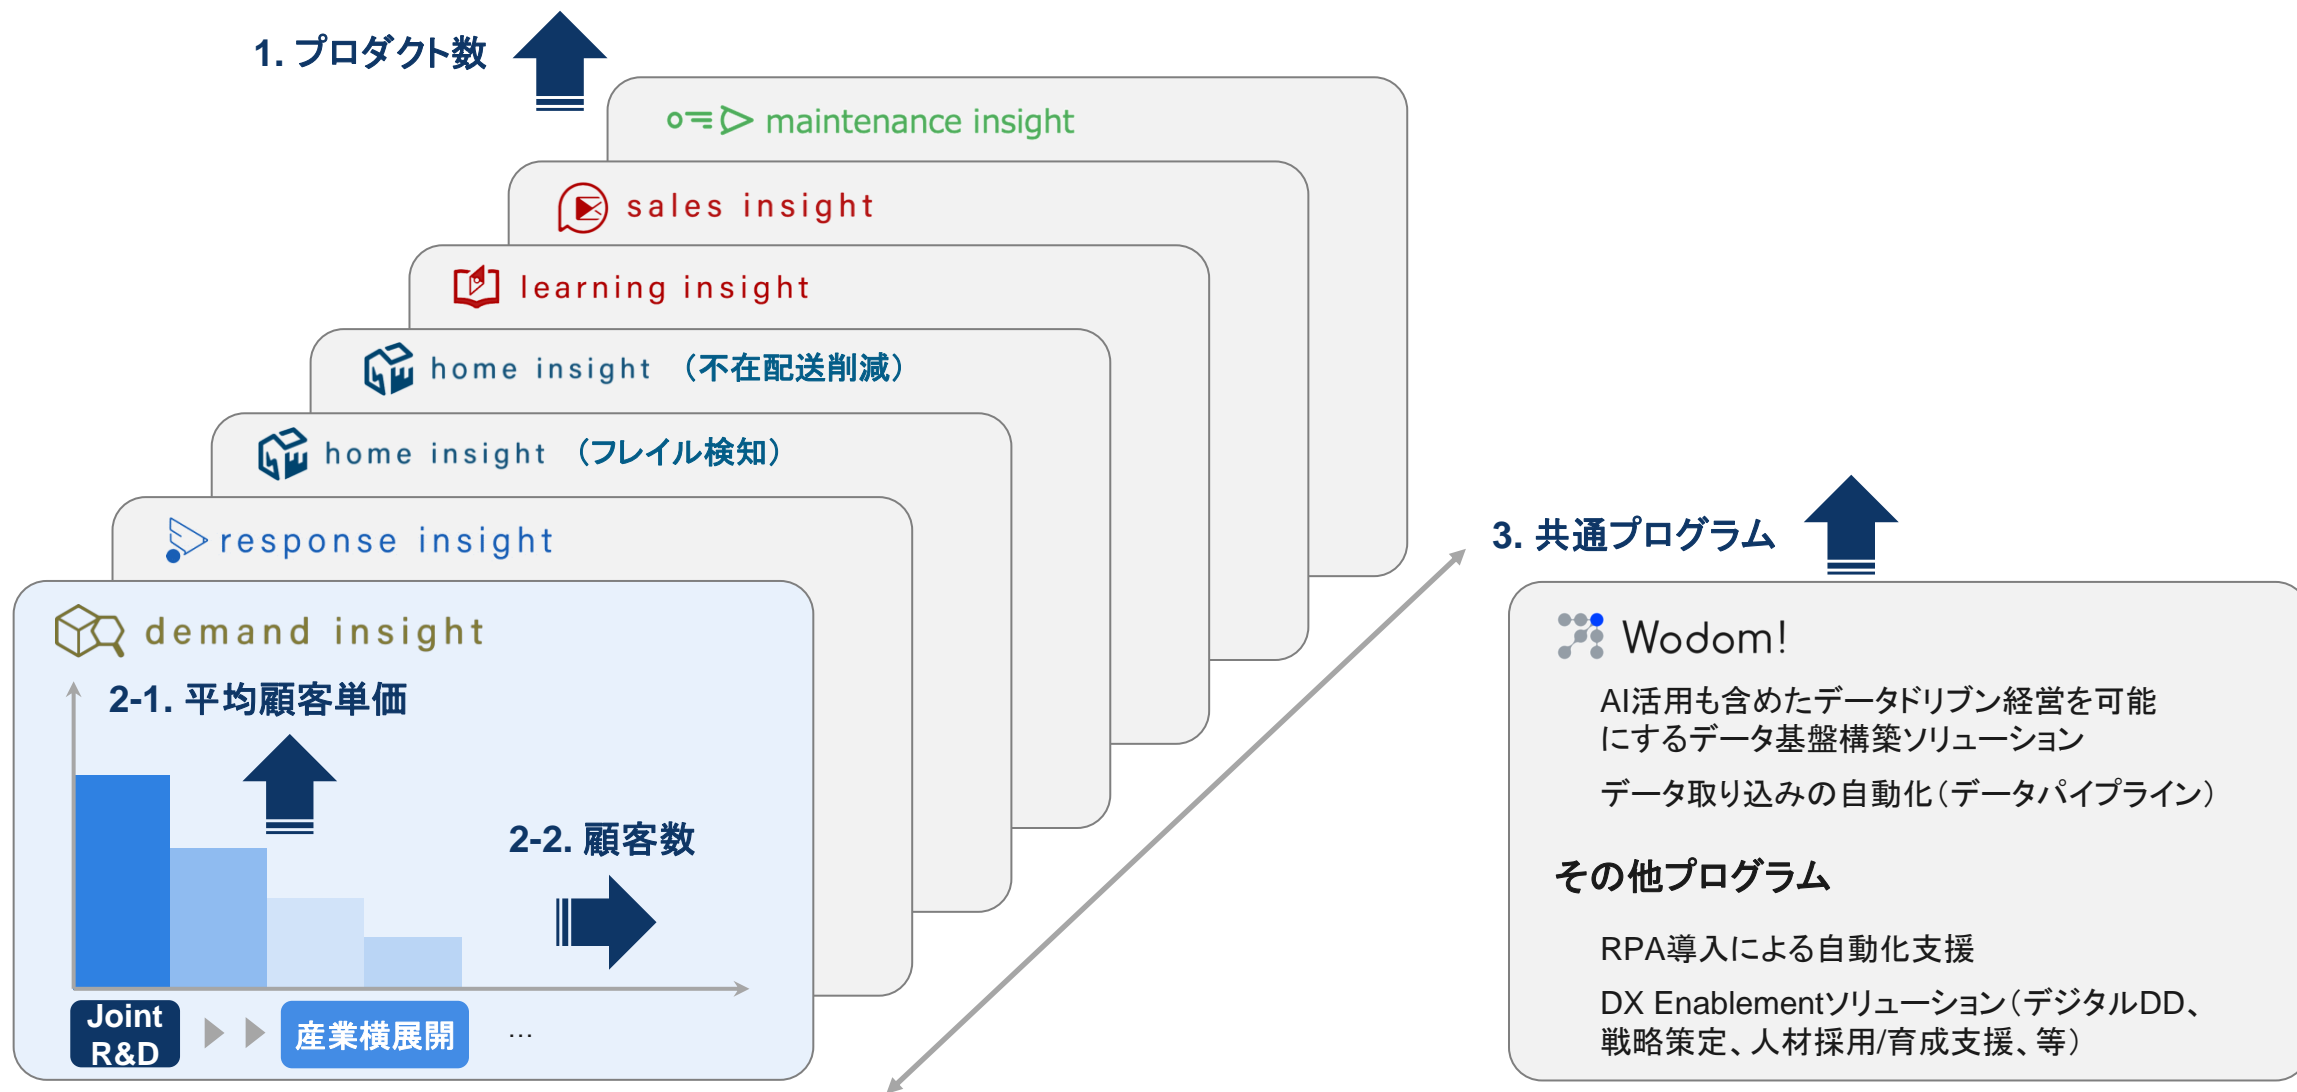 1. プロダクト数
maintenance insight
sales insight
learning insight
home insight （不在配送削減）
home insight （フレイル検知）
response insight
demand insight
2-1. 平均顧客単価
2-2. 顧客数
Joint
R&D
産業横展開
…
3. 共通プログラム
Wodom!
AI活用も含めたデータドリブン経営を可能
にするデータ基盤構築ソリューション
データ取り込みの自動化（データパイプライン）
その他プログラム
RPA導入による自動化支援
DX Enablementソリューション（デジタルDD、
戦略策定、人材採用/育成支援、等）